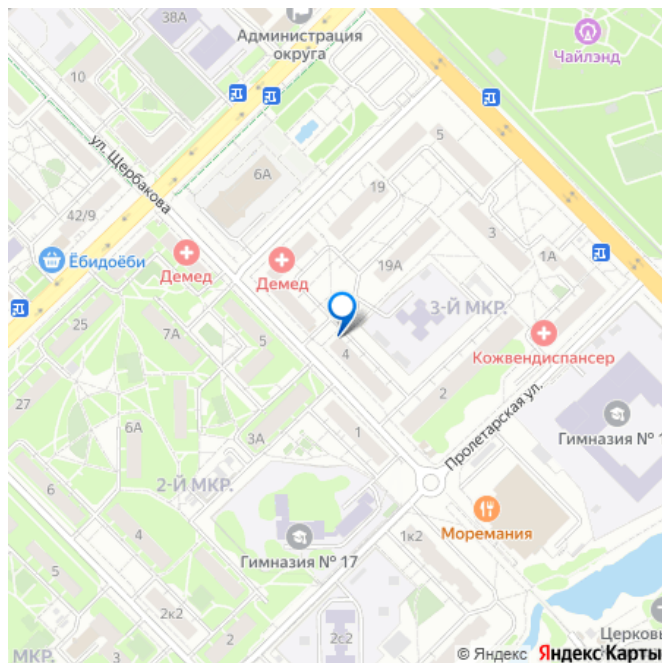 38А
Администрация
округа
Чайлэнд
10
ул. Щербакова
6А
5
19
42/9
3
1А
Ёбидоёби
Демед
Демед
19А
3-Й МКР.
25
7А
5
4
Кожвендиспансер
27
2
Пролетарская ул.
6А
3А
1
Гимназия № 1
2-Й МКР.
6
Моремания
4
1к2
Гимназия № 17
5
2к2
2
2с2
Церковь
МКР.
© Яндекс Яндекс Карты